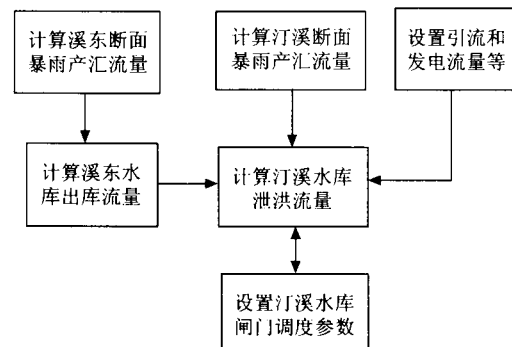 计算溪东断面
暴雨产汇流量
计算汀溪断面
暴雨产汇流量
设置引流和
发电流量等
计算溪东水
库出库流量
计算汀溪水库
泄洪流量
设置汀溪水库
闸门调度参数